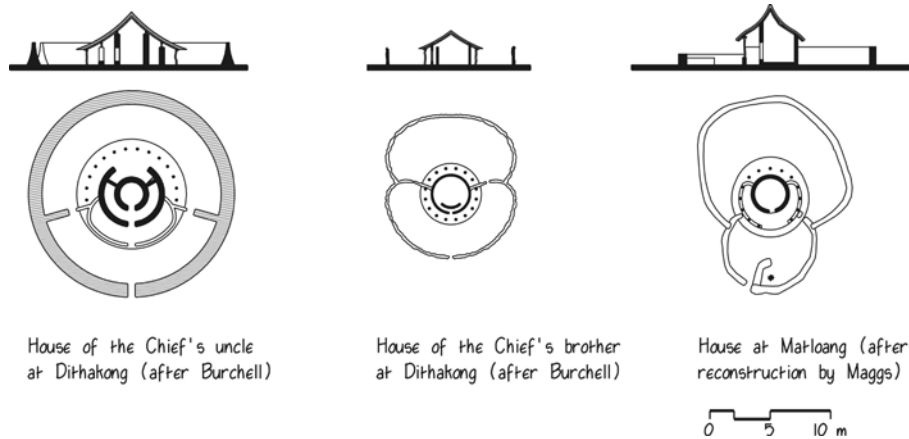 House of the Chief's uncle
at Dithakong (after Burchell)
House of the Chief's brother
at Dithakong (after Burchell)
House at Matloang (after
reconstruction by Maggs)
0 5 10 m